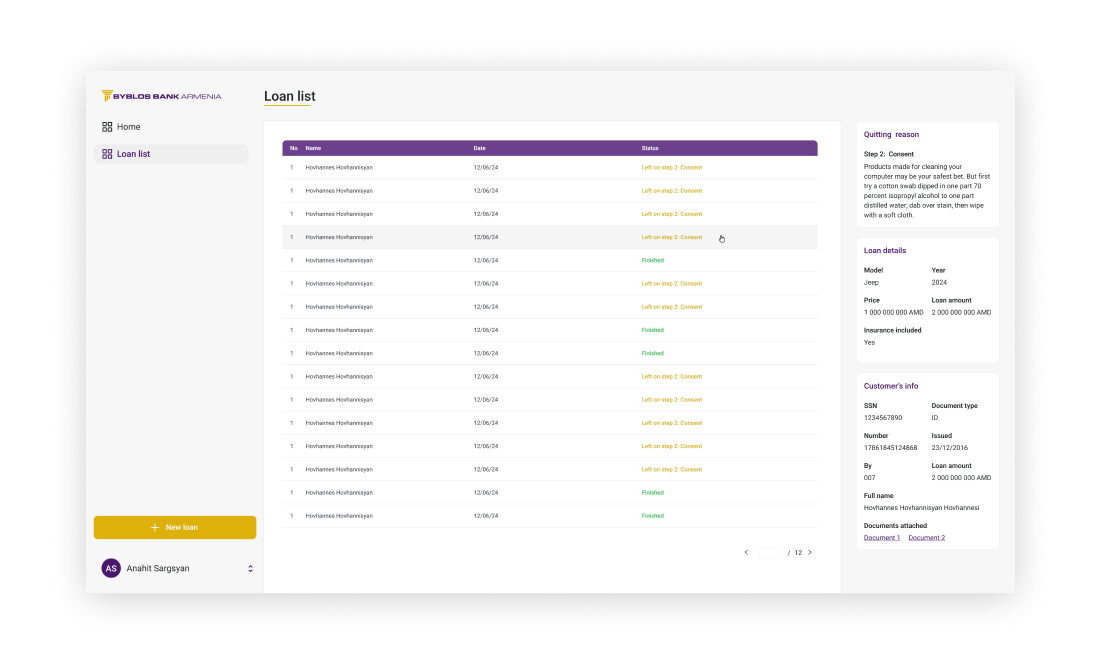 BYBLOS BANK ARMENIA
Home
Loan list
New loan
AS Anahit Sargsyan
Loan list
No Name Date Status
1 Hovhannes Hovhannisyan 12/06/24 Left on step 2: Consent
1 Hovhannes Hovhannisyan 12/06/24 Left on step 2: Consent
1 Hovhannes Hovhannisyan 12/06/24 Left on step 2: Consent
1 Hovhannes Hovhannisyan 12/06/24 Left on step 2: Consent
1 Hovhannes Hovhannisyan 12/06/24 Finished
1 Hovhannes Hovhannisyan 12/06/24 Left on step 2: Consent
1 Hovhannes Hovhannisyan 12/06/24 Left on step 2: Consent
1 Hovhannes Hovhannisyan 12/06/24 Finished
1 Hovhannes Hovhannisyan 12/06/24 Finished
1 Hovhannes Hovhannisyan 12/06/24 Left on step 2: Consent
1 Hovhannes Hovhannisyan 12/06/24 Left on step 2: Consent
1 Hovhannes Hovhannisyan 12/06/24 Left on step 2: Consent
1 Hovhannes Hovhannisyan 12/06/24 Left on step 2: Consent
1 Hovhannes Hovhannisyan 12/06/24 Left on step 2: Consent
1 Hovhannes Hovhannisyan 12/06/24 Finished
1 Hovhannes Hovhannisyan 12/06/24 Finished
/ 12
Quitting reason
Step 2: Consent
Products made for cleaning your
computer may be your safest bet. But first
try a cotton swab dipped in one part 70
percent isopropyl alcohol to one part
distilled water; dab over stain, then wipe
with a soft cloth.
Loan details
Model Year
Jeep 2024
Price Loan amount
1 000 000 000 AMD 2 000 000 000 AMD
Insurance included
Yes
Customer's info
SSN Document type
1234567890 ID
Number Issued
17861845124868 23/12/2016
By Loan amount
007 2 000 000 000 AMD
Full name
Hovhannes Hovhannisyan Hovhannesi
Documents attached
Document 1 Document 2